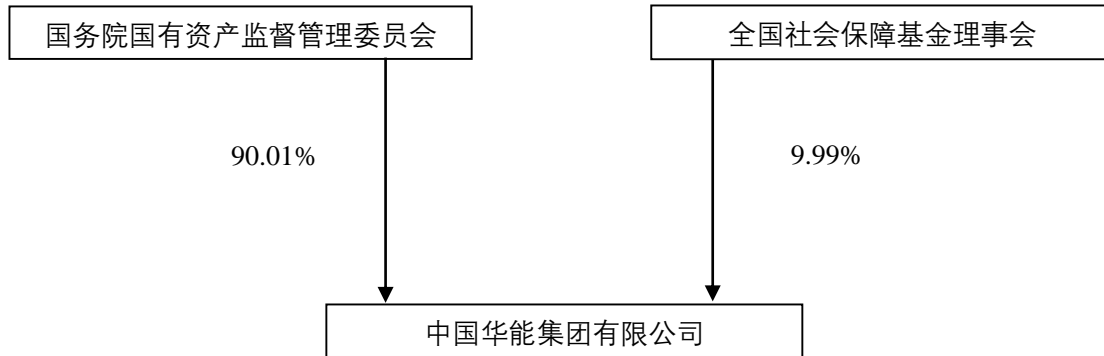 国务院国有资产监督管理委员会
全国社会保障基金理事会
90.01%
9.99%
中国华能集团有限公司